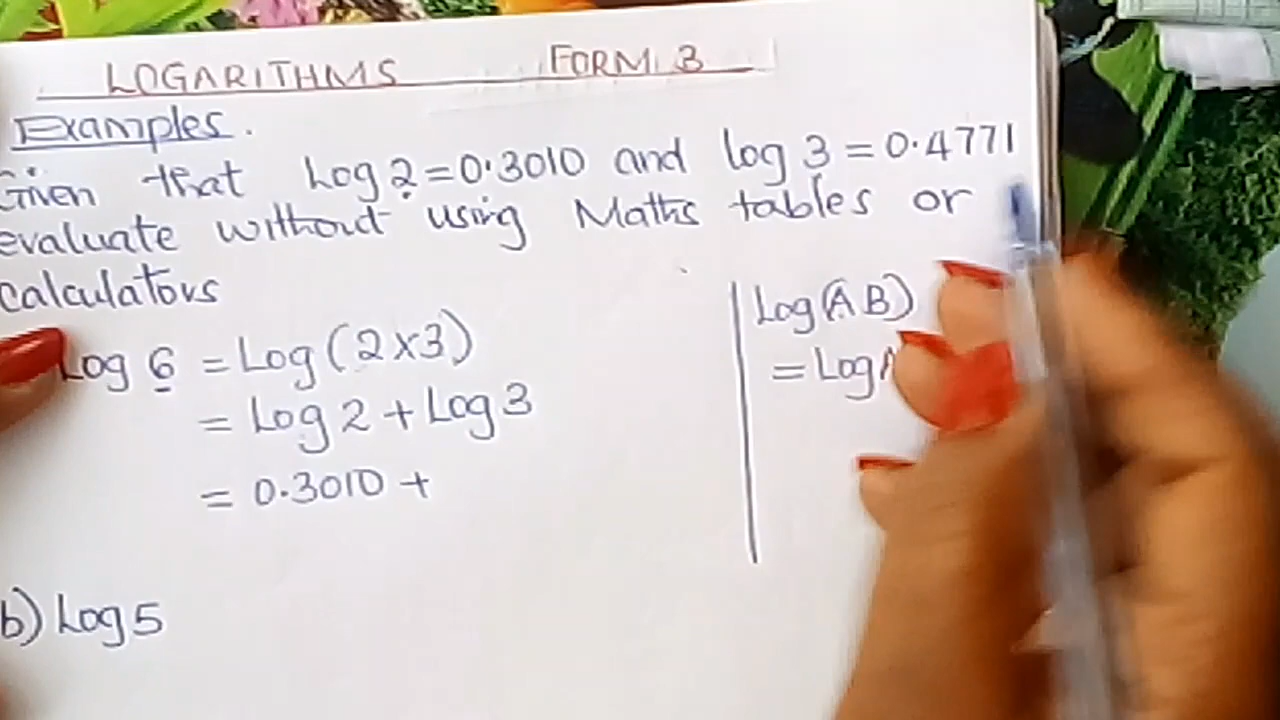 LOGARITHMS FORM 3
Examples.
Given that Log 2 = 0.3010 and log 3 = 0.4771
evaluate without using Maths tables or
calculators
Log 6 = Log (2x3)
= Log 2 + Log 3
= 0.3010 +
Log(AB)
= Log A
b) Log 5